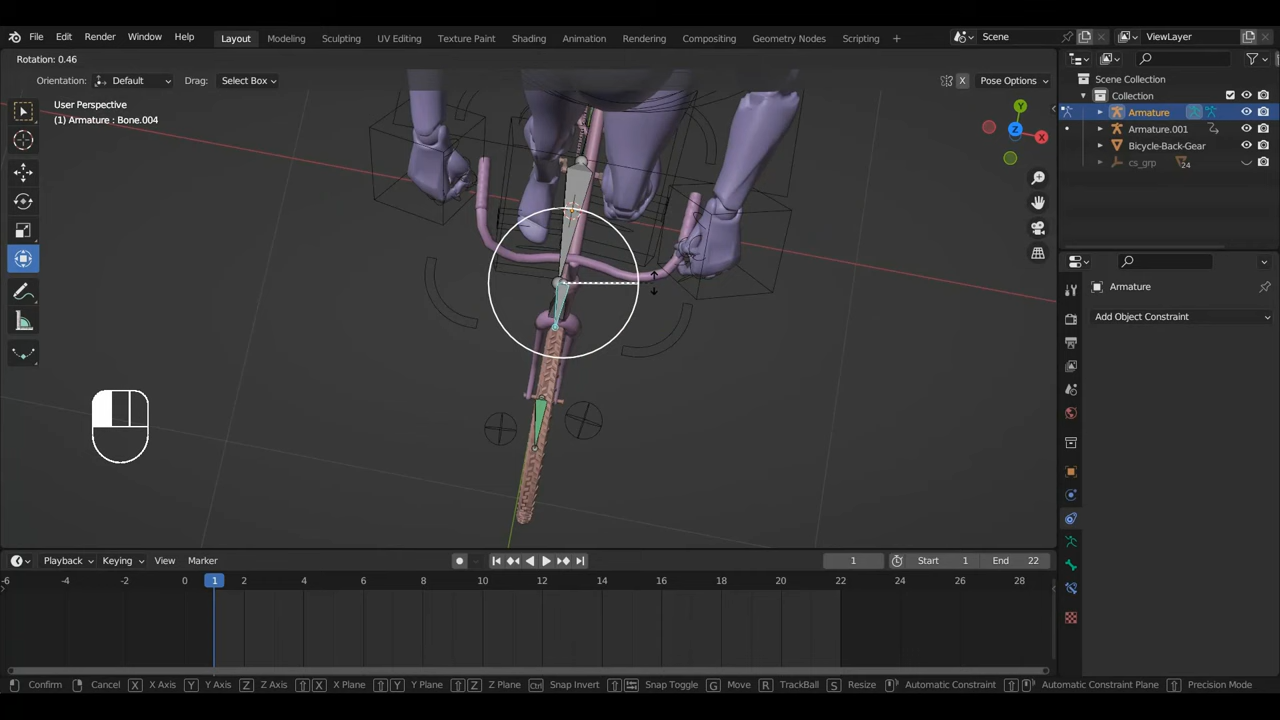 File Edit Render Window Help Layout Modeling Sculpting UV Editing Texture Paint Shading Animation Rendering Compositing Geometry Nodes Scripting + Scene ViewLayer
Rotation: 0.46
Orientation: Default Drag: Select Box X Pose Options
User Perspective
(1) Armature : Bone.004
Y
Z
X
Scene Collection
Collection
Armature
Armature.001
Bicycle-Back-Gear
cs_grp 24
Armature
Add Object Constraint
Playback Keying View Marker 1 Start 1 End 22
-6 -4 -2 0 1 2 4 6 8 10 12 14 16 18 20 22 24 26 28
Confirm Cancel X X Axis Y Y Axis Z Z Axis X X Plane Y Y Plane Z Z Plane Ctrl Snap Invert Snap Toggle G Move R TrackBall S Resize Automatic Constraint Automatic Constraint Plane Precision Mode